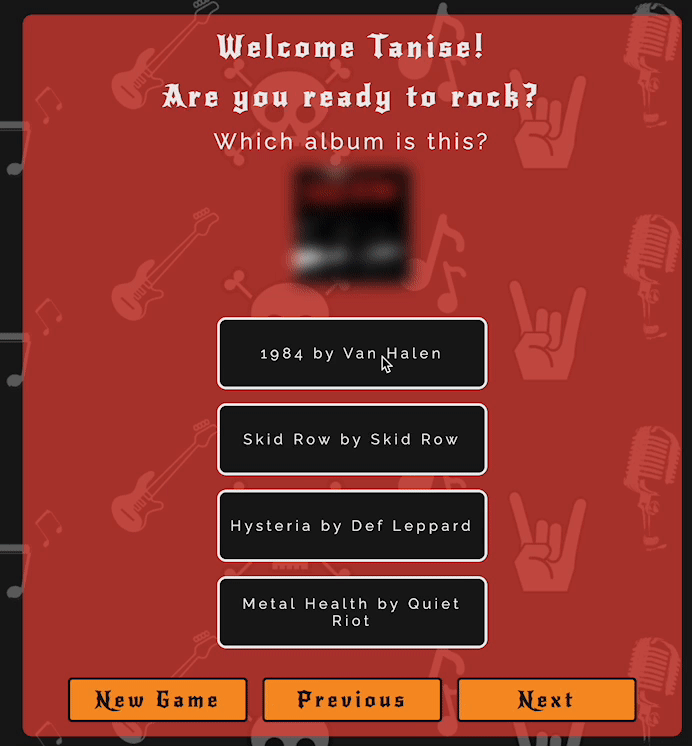 Welcome Tanise!
Are you ready to rock?
Which album is this?
1984 by Van Halen
Skid Row by Skid Row
Hysteria by Def Leppard
Metal Health by Quiet
Riot
New Game
Previous
Next